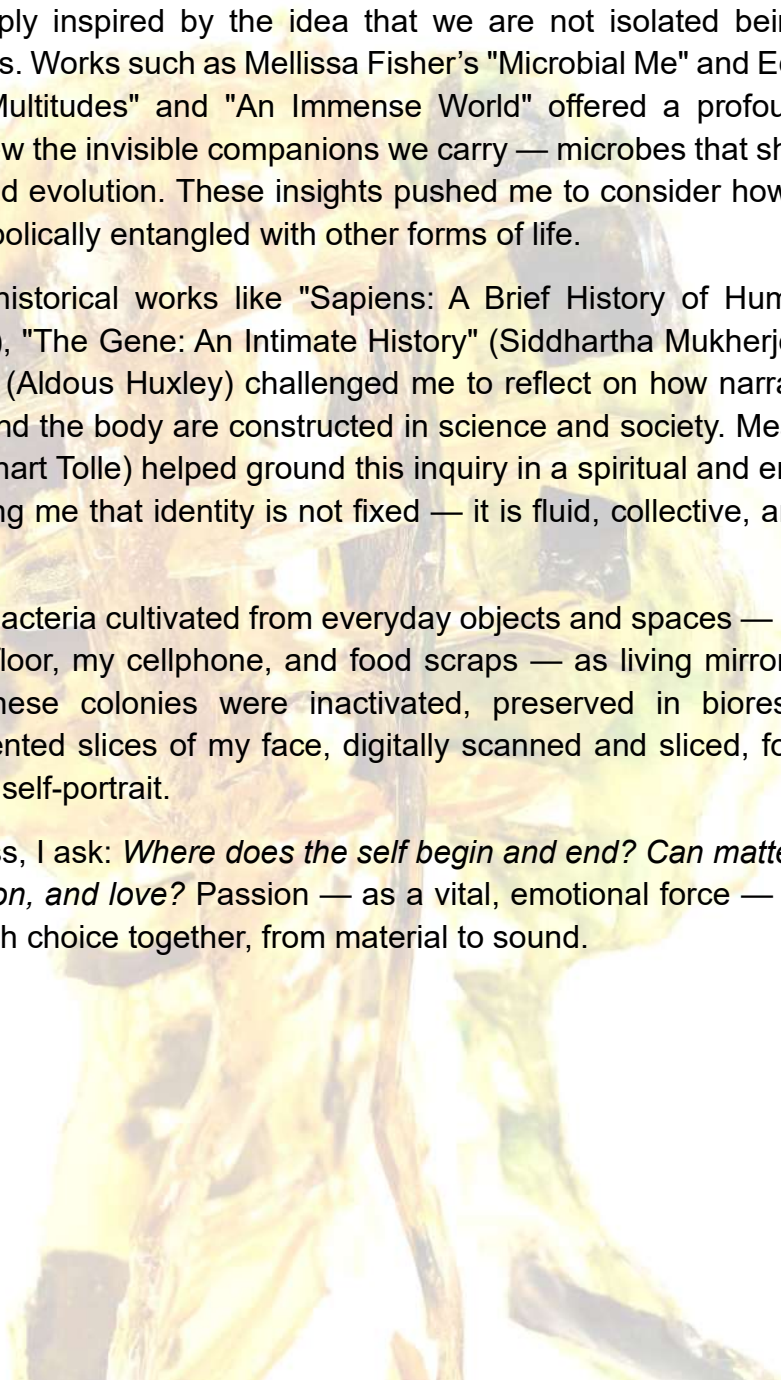 ply inspired by the idea that we are not isolated bei
s. Works such as Mellissa Fisher’s "Microbial Me" and E
Multitudes" and "An Immense World" offered a profou
w the invisible companions we carry — microbes that sh
d evolution. These insights pushed me to consider how
bolically entangled with other forms of life.
historical works like "Sapiens: A Brief History of Hum
), "The Gene: An Intimate History" (Siddhartha Mukherj
(Aldous Huxley) challenged me to reflect on how narra
nd the body are constructed in science and society. Me
hart Tolle) helped ground this inquiry in a spiritual and e
ng me that identity is not fixed — it is fluid, collective, a
acteria cultivated from everyday objects and spaces —
floor, my cellphone, and food scraps — as living mirror
hese colonies were inactivated, preserved in biores
ented slices of my face, digitally scanned and sliced, fo
self-portrait.
ss, I ask: Where does the self begin and end? Can matte
on, and love? Passion — as a vital, emotional force —
h choice together, from material to sound.